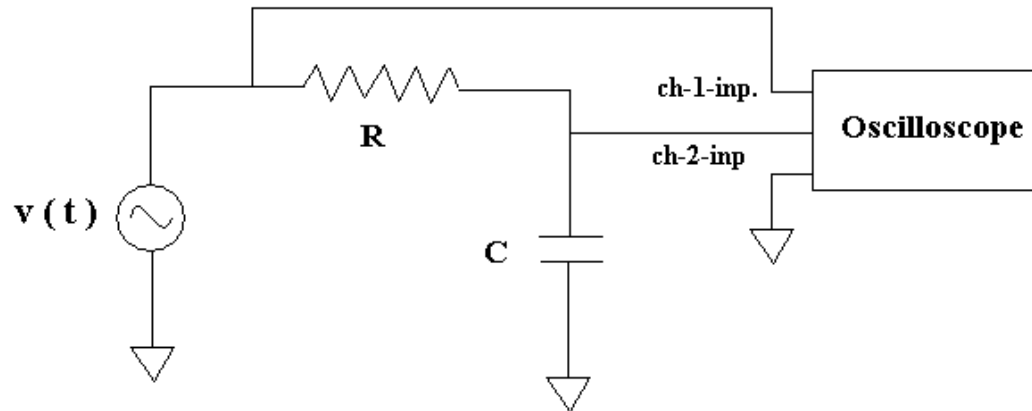 ch-1-inp.
Oscilloscope
R
ch-2-inp
v ( t )
C